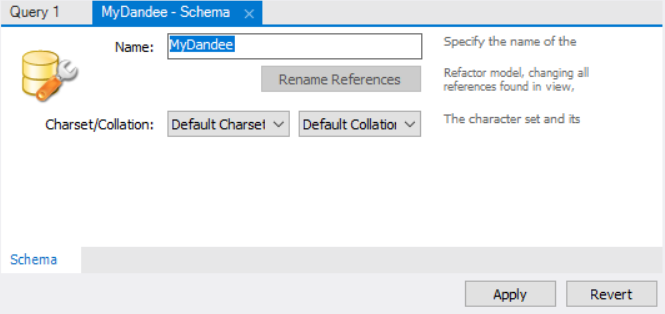 Query 1
MyDandee - Schema ×
Name: MyDandee Specify the name of the
Rename References Refactor model, changing all
references found in view,
Charset/Collation: Default Charset Default Collation The character set and its
Schema
Apply Revert